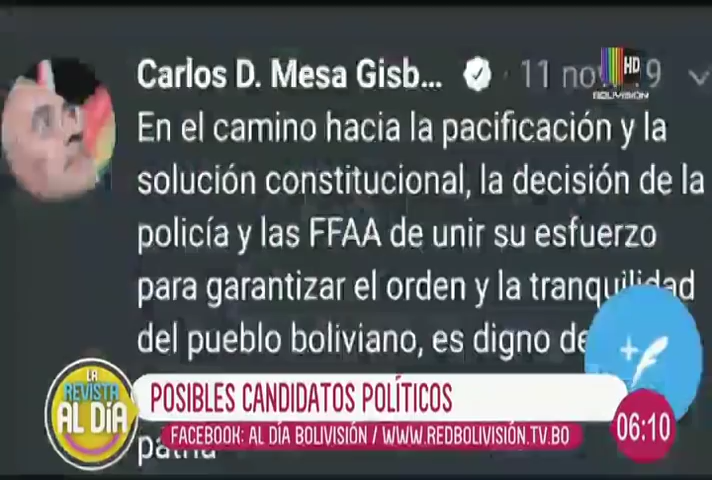 Carlos D. Mesa Gisb... · 11 nov
HD
BOLIVISIÓN
En el camino hacia la pacificación y la
solución constitucional, la decisión de la
policía y las FFAA de unir su esfuerzo
para garantizar el orden y la tranquilidad
del pueblo boliviano, es digno de
LA
REVISTA
AL DÍA
POSIBLES CANDIDATOS POLÍTICOS
FACEBOOK: AL DÍA BOLIVISIÓN / WWW.REDBOLIVISIÓN.TV.BO
06:10
patria